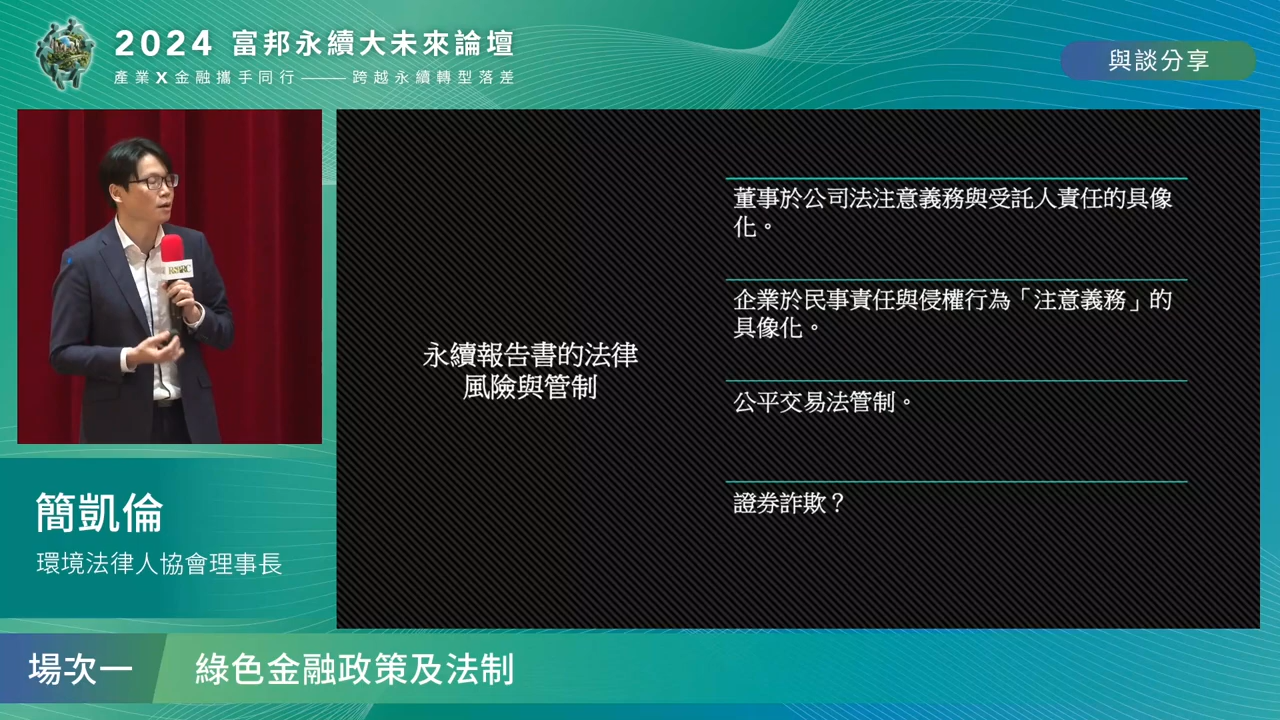 2024 富邦永續大未來論壇
產業X金融攜手同行——跨越永續轉型落差
與談分享
董事於公司法注意義務與受託人責任的具像
化。
企業於民事責任與侵權行為「注意義務」的
具像化。
永續報告書的法律
風險與管制
公平交易法管制。
證券詐欺？
簡凱倫
環境法律人協會理事長
場次一
綠色金融政策及法制